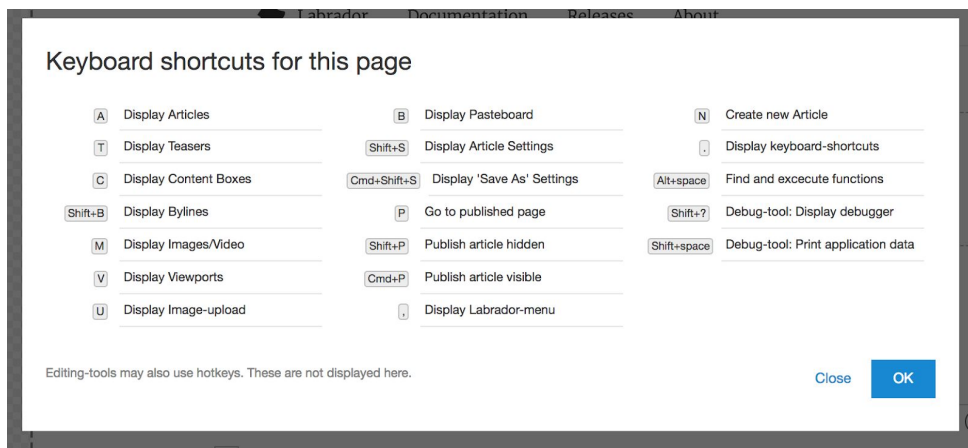 Labrador Documentation Releases About
Keyboard shortcuts for this page
A Display Articles
T Display Teasers
C Display Content Boxes
Shift+B Display Bylines
M Display Images/Video
V Display Viewports
U Display Image-upload
B Display Pasteboard
Shift+S Display Article Settings
Cmd+Shift+S Display 'Save As' Settings
P Go to published page
Shift+P Publish article hidden
Cmd+P Publish article visible
, Display Labrador-menu
N Create new Article
. Display keyboard-shortcuts
Alt+space Find and excecute functions
Shift+? Debug-tool: Display debugger
Shift+space Debug-tool: Print application data
Editing-tools may also use hotkeys. These are not displayed here.
Close OK